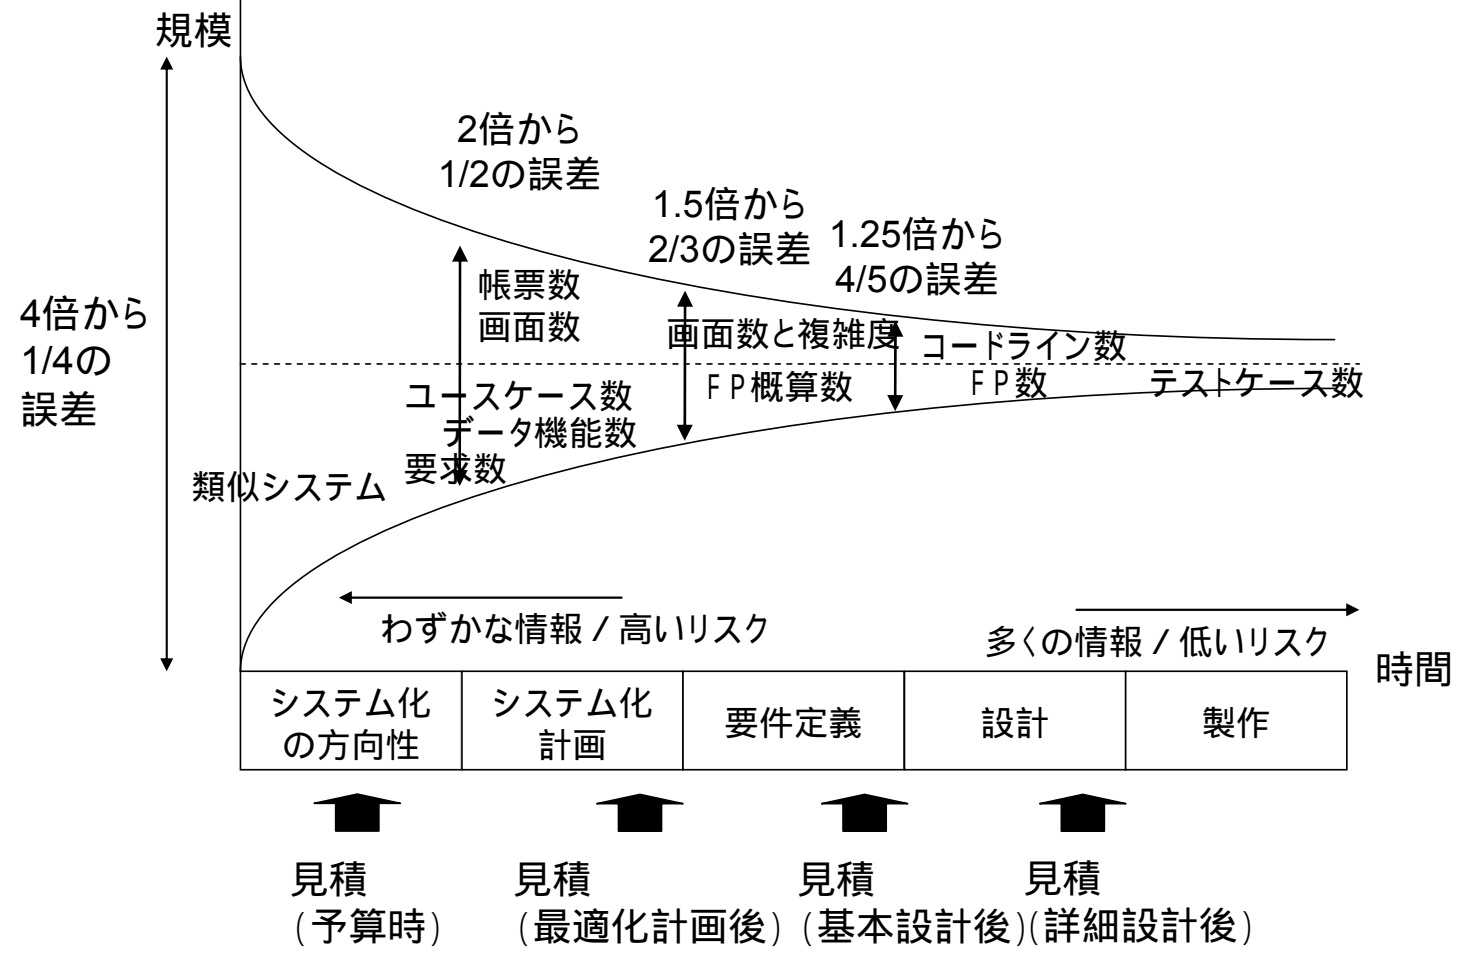 規模
2倍から
1/2の誤差
1.5倍から
2/3の誤差
1.25倍から
4/5の誤差
4倍から
1/4の
誤差
帳票数
画面数
画面数と複雑度
コードライン数
ＦＰ概算数
ＦＰ数
テストケース数
ユースケース数
データ機能数
要求数
類似システム
わずかな情報／高いリスク
多くの情報／低いリスク
時間
システム化
の方向性
システム化
計画
要件定義
設計
製作
見積
(予算時)
見積
(最適化計画後)
見積
(基本設計後)
見積
(詳細設計後)